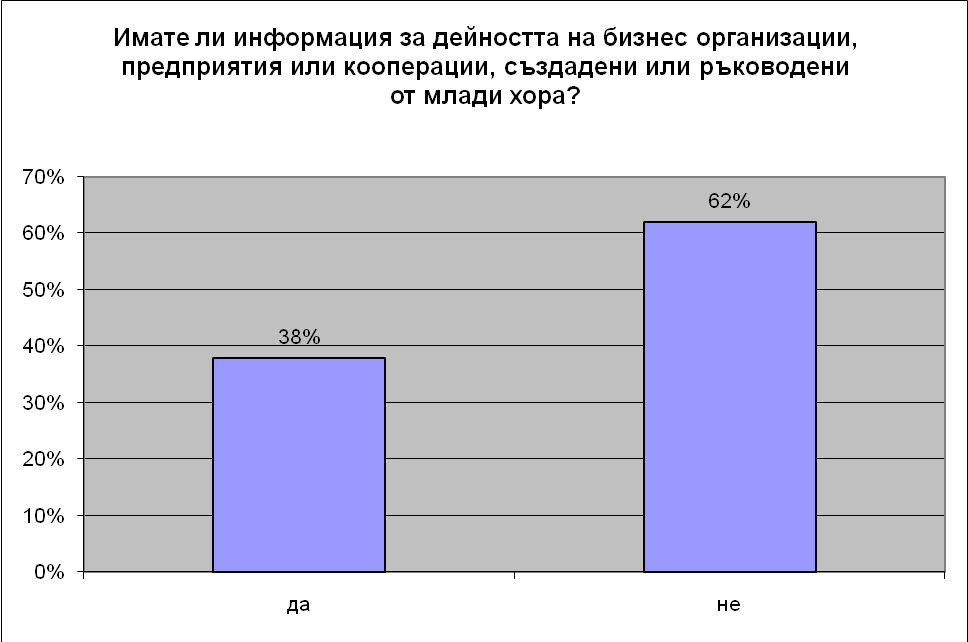 Имате ли информация за дейността на бизнес организации,
предприятия или кооперации, създадени или ръководени
от млади хора?
70%
60%
50%
40%
30%
20%
10%
0%
38%
62%
да
не